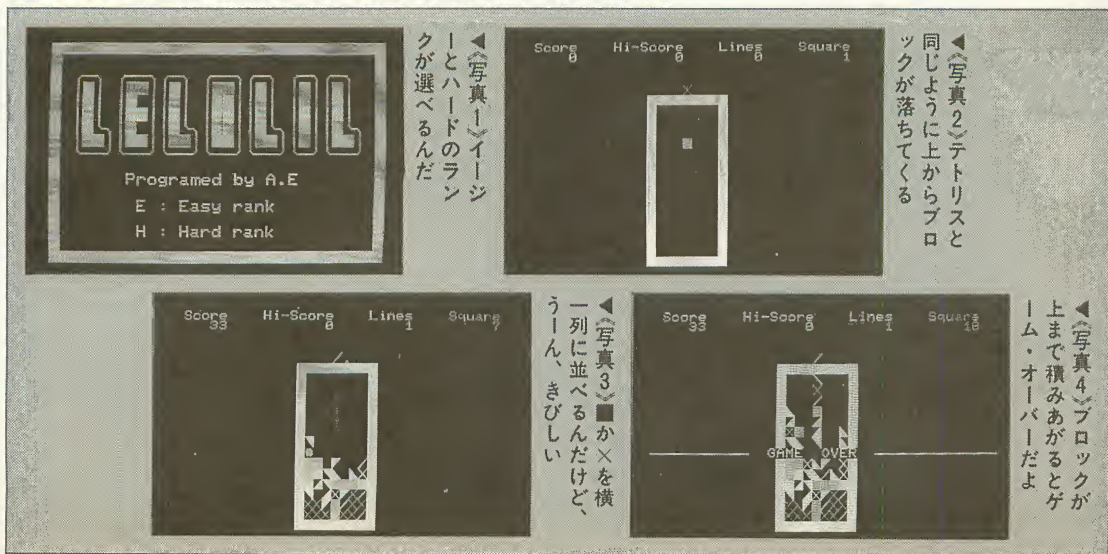 LELOLIL
Programed by A.E
E : Easy rank
H : Hard rank
◀《写真1》イージ
ーとハードのラン
クが選べるんだ
Score Hi-Score Lines Square
0 0 0 1
◀《写真2》テトリスと
同じように上からブロ
ックが落ちてくる
Score Hi-Score Lines Square
33 0 1 7
◀《写真3》■か×を横
一列に並べるんだけど、
うーん、きびしい
Score Hi-Score Lines Square
33 0 1 10
GAME OVER
◀《写真4》ブロックが
上まで積みあがるとゲ
ーム・オーバーだよ